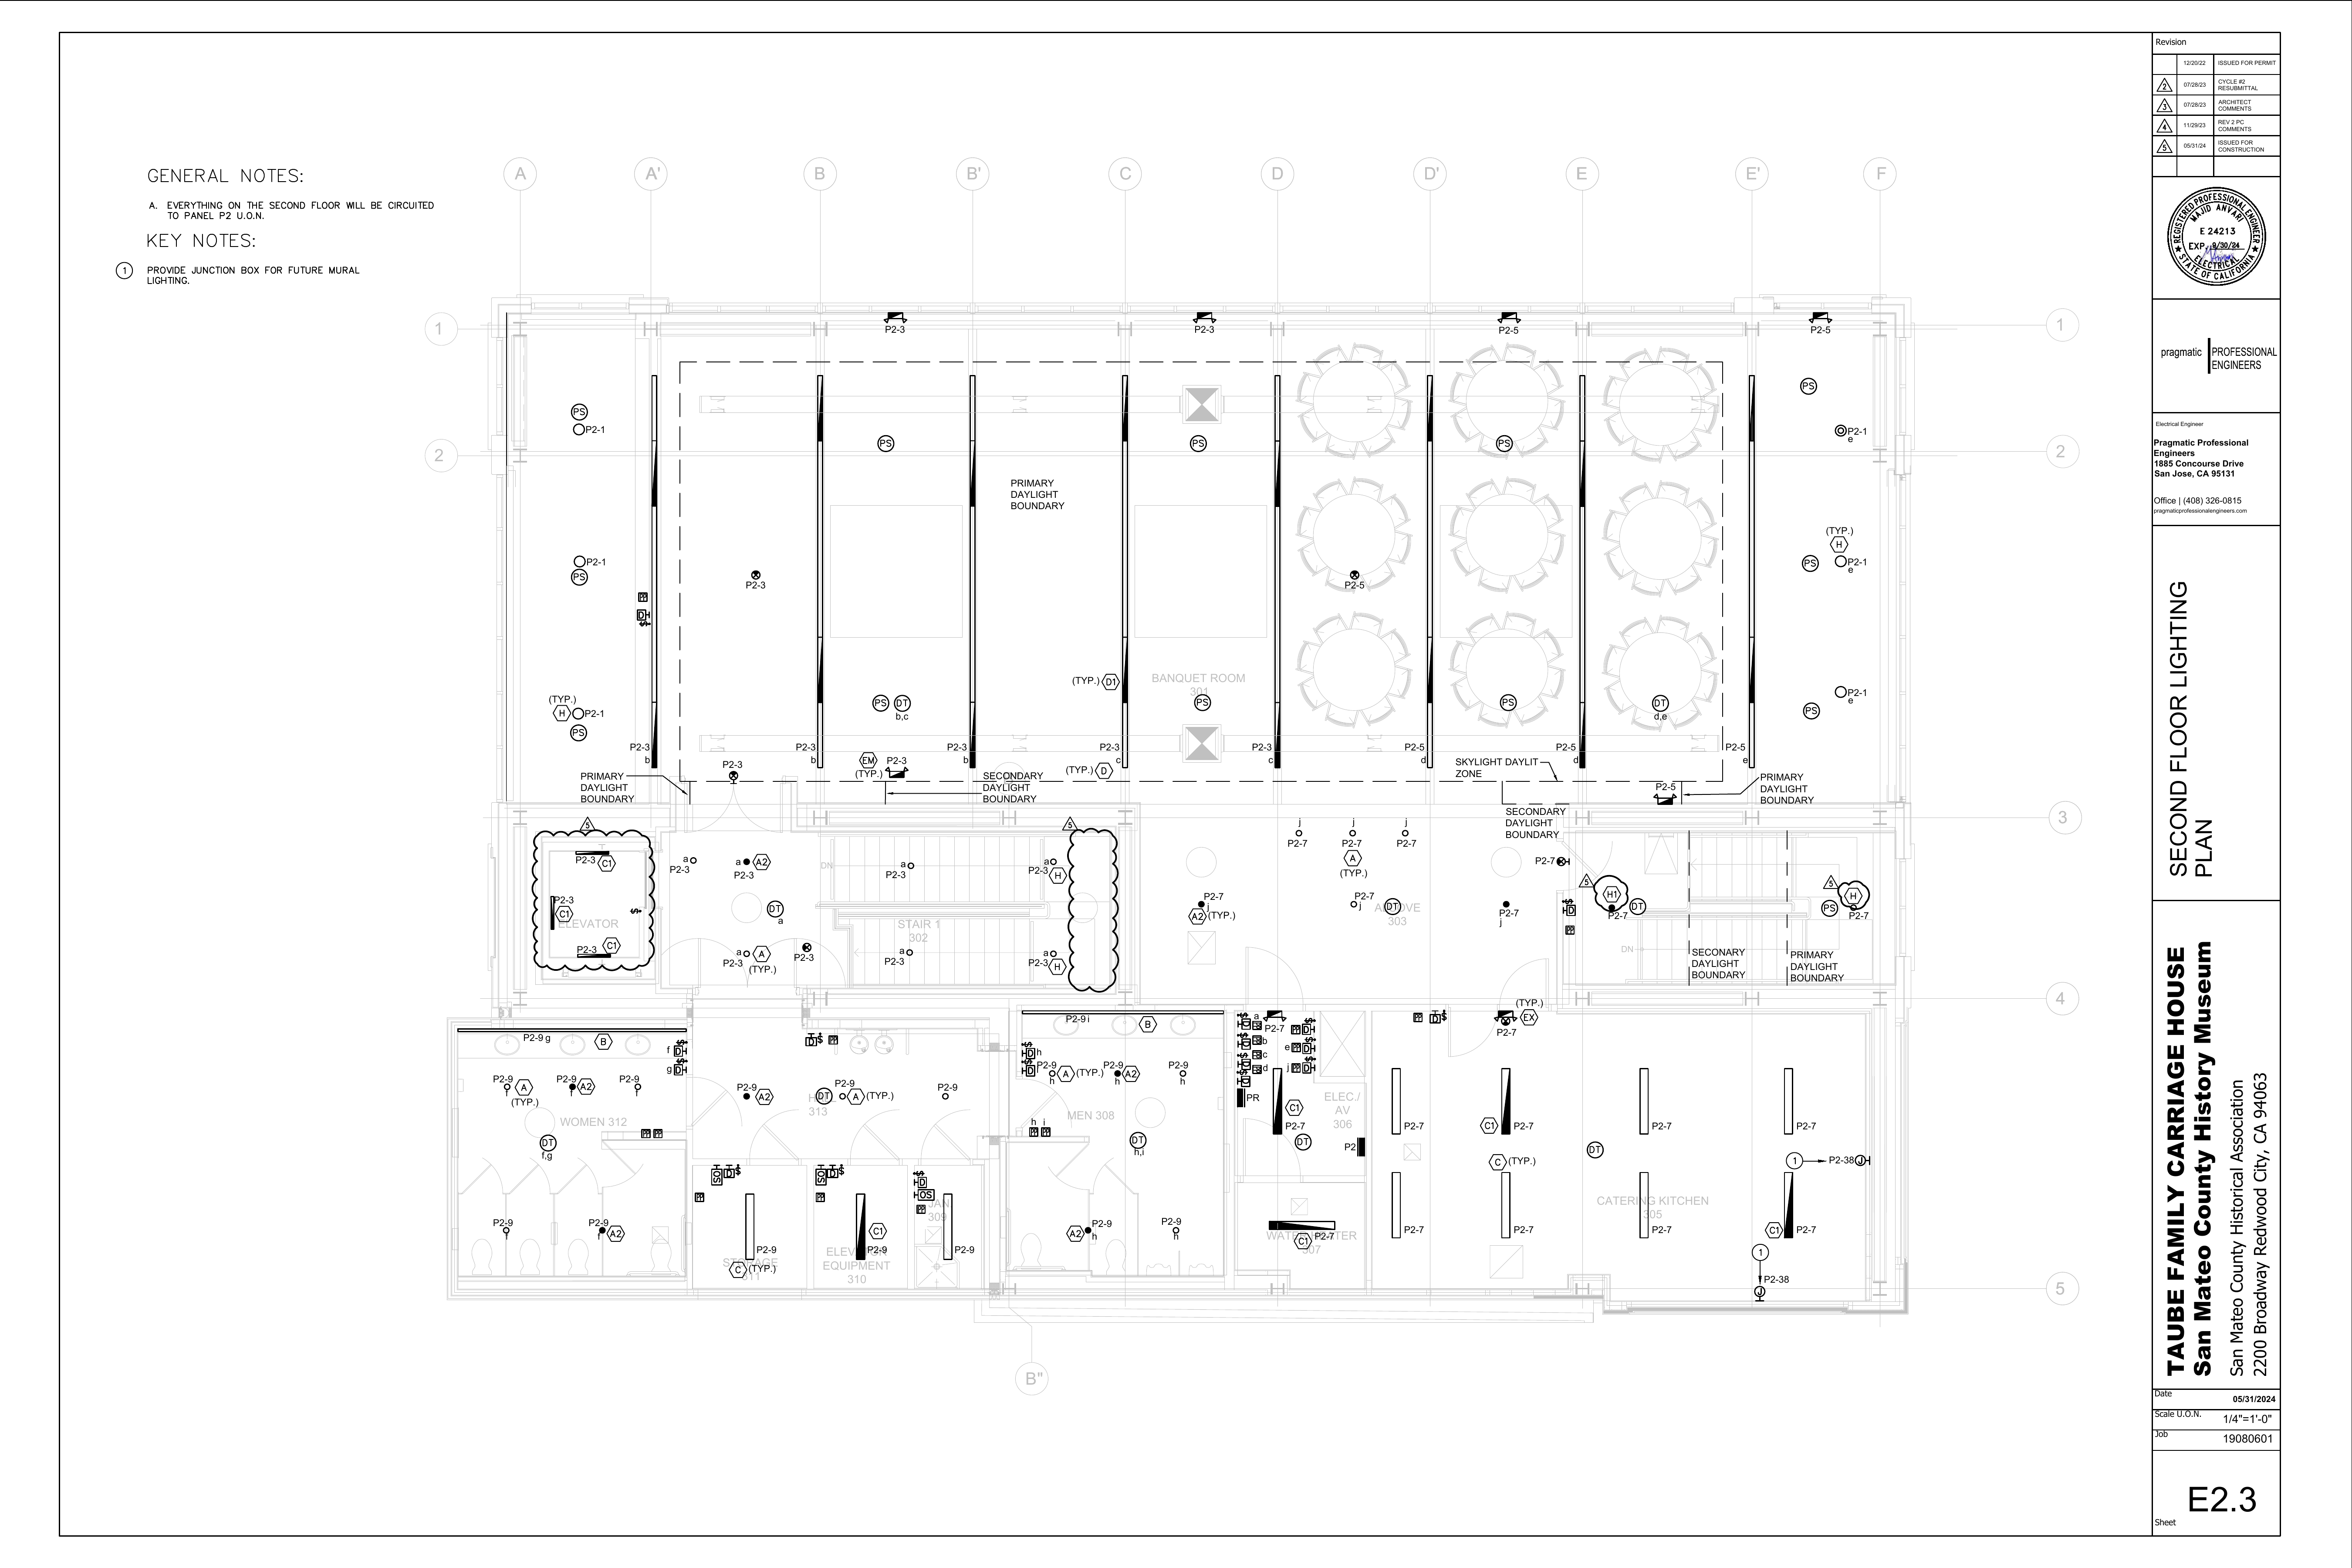 GENERAL NOTES:
A. EVERYTHING ON THE SECOND FLOOR WILL BE CIRCUITED
TO PANEL P2 U.O.N.
KEY NOTES:
1 PROVIDE JUNCTION BOX FOR FUTURE MURAL
LIGHTING.
A A' B B' C D D' E E' F
1 1
P2-3 P2-3 P2-5 P2-5
PS
PS
P2-1
P2-1
e
2 2
PS PS PS
PRIMARY
DAYLIGHT
BOUNDARY
(TYP.)
H
P2-1
PS
PS
P2-1
e
P2-3
P2-5
(TYP.) D1
BANQUET ROOM
301
P2-1
e
(TYP.)
H P2-1
PS
PS DT
b,c
PS
PS
DT
d,e
PS
P2-3
b
P2-3
b
P2-3
b
P2-3
c
P2-3
c
P2-5
d
P2-5
d
P2-5
e
EM
(TYP.)
P2-3
P2-3
(TYP.) D
PRIMARY
DAYLIGHT
BOUNDARY
SECONDARY
DAYLIGHT
BOUNDARY
SKYLIGHT DAYLIT
ZONE
P2-5
PRIMARY
DAYLIGHT
BOUNDARY
SECONDARY
DAYLIGHT
BOUNDARY
3
5 5
P2-3 C1
P2-3
C1
ELEVATOR
P2-3 C1
a
P2-3
a A2
P2-3
DN
a
P2-3
a
P2-3 H
DT
a
STAIR 1
302
a
P2-3
A
(TYP.)
P2-3
a
P2-3
a
P2-3 H
j
P2-7
j
P2-7
j
P2-7
A
(TYP.)
P2-7
j
A2 (TYP.)
P2-7
j
DT
303
P2-7
j
P2-7
5
H1
P2-7
DT
5
H
PS
P2-7
DN
SECONARY
DAYLIGHT
BOUNDARY
PRIMARY
DAYLIGHT
BOUNDARY
4
P2-9 g B
f
g
P2-9
f
A
(TYP.)
P2-9
f
A2
P2-9
f
WOMEN 312
DT
f,g
P2-9
f
P2-9
f
A2
P2-9
A2
P2-9
DT A (TYP.)
313
P2-9
P2-9 i B
h
i
P2-9
h
A (TYP.)
P2-9
h
A2
P2-9
h
MEN 308
h i
DT
h,i
A2
P2-9
h
P2-9
h
OS
OS
OS
JAN
309
P2-9
C (TYP.)
STORAGE
311
C1
P2-9
EQUIPMENT
310
P2-9
a
P2-7
b
c
d
e
j
PR
C1
P2-7
DT
ELEC./
AV
306
P2
307
C1 P2-7
(TYP.)
EX
P2-7
P2-7
C1 P2-7
P2-7
P2-7
C (TYP.)
DT
1 P2-38 J
CATERING KITCHEN
305
P2-7
P2-7
P2-7
C1 P2-7
1
P2-38
J
5
B"
Revision
12/20/22 ISSUED FOR PERMIT
2 07/28/23 CYCLE #2
RESUBMITTAL
3 07/28/23 ARCHITECT
COMMENTS
4 11/29/23 REV 2 PC
COMMENTS
5 05/31/24 ISSUED FOR
CONSTRUCTION
REGISTERED PROFESSIONAL ENGINEER
MAJID ANVARI
E 24213
EXP. 9/30/24
ELECTRICAL
STATE OF CALIFORNIA
pragmatic PROFESSIONAL
ENGINEERS
Electrical Engineer
Pragmatic Professional
Engineers
1885 Concourse Drive
San Jose, CA 95131
Office | (408) 326-0815
pragmaticprofessionalengineers.com
SECOND FLOOR LIGHTING
PLAN
TAUBE FAMILY CARRIAGE HOUSE
San Mateo County History Museum
San Mateo County Historical Association
2200 Broadway Redwood City, CA 94063
Date
05/31/2024
Scale U.O.N.
1/4"=1'-0"
Job
19080601
E2.3
Sheet